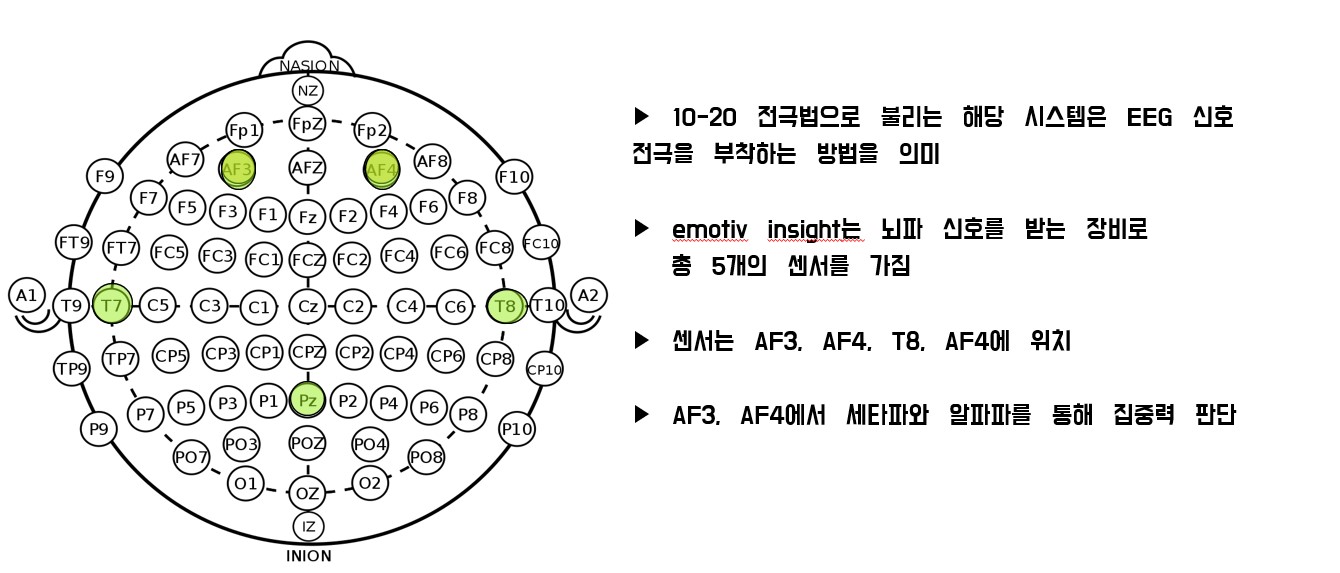 NASION
NZ
Fp1 FpZ Fp2
AF7 AF3 AFZ AF4 AF8
F9 F7 F5 F3 F1 Fz F2 F4 F6 F8 F10
FT9 FT7 FC5 FC3 FC1 FCZ FC2 FC4 FC6 FC8 FC10
A1 T9 T7 C5 C3 C1 Cz C2 C4 C6 T8 T10 A2
TP9 TP7 CP5 CP3 CP1 CPZ CP2 CP4 CP6 CP8 CP10
P9 P7 P5 P3 P1 Pz P2 P4 P6 P8 P10
PO7 PO3 POZ PO4 PO8
O1 OZ O2
IZ
INION
▶ 10-20 전극법으로 불리는 해당 시스템은 EEG 신호
전극을 부착하는 방법을 의미
▶ emotiv insight는 뇌파 신호를 받는 장비로
총 5개의 센서를 가짐
▶ 센서는 AF3, AF4, T8, AF4에 위치
▶ AF3, AF4에서 세타파와 알파파를 통해 집중력 판단